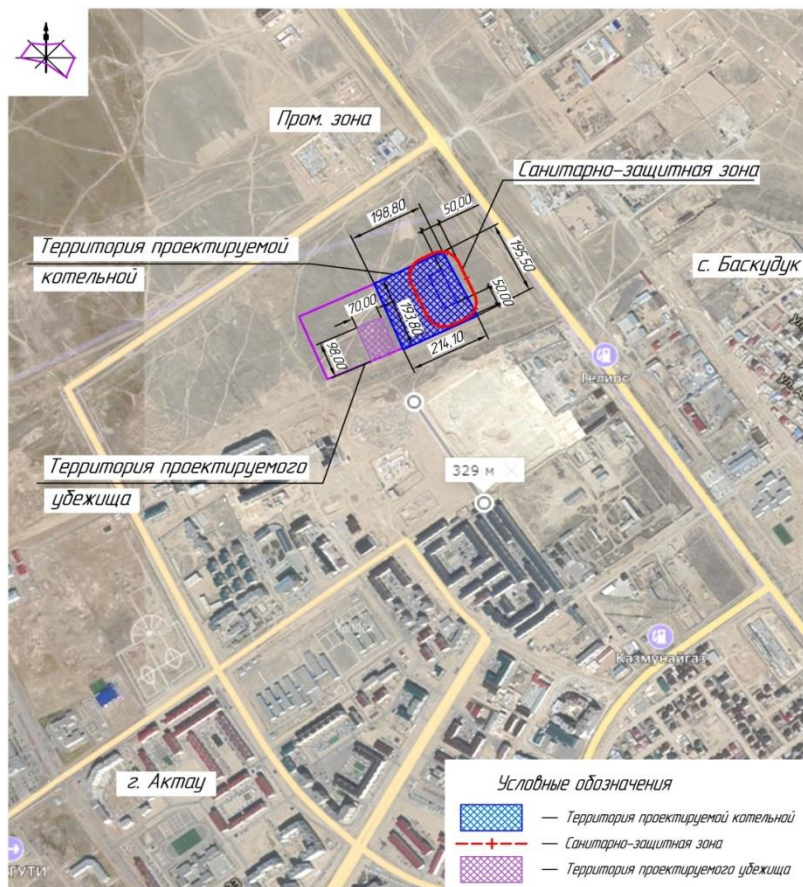 Пром. зона
Санитарно-защитная зона
198,80
50,00
195,50
Территория проектируемой
котельной
с. Баскудук
70,00
193,80
50,00
98,00
214,10
Гелиос
329 м
Территория проектируемого
убежища
Казмунайгаз
г. Актау
ГУТИ
Условные обозначения
— Территория проектируемой котельной
— Санитарно-защитная зона
— Территория проектируемого убежища